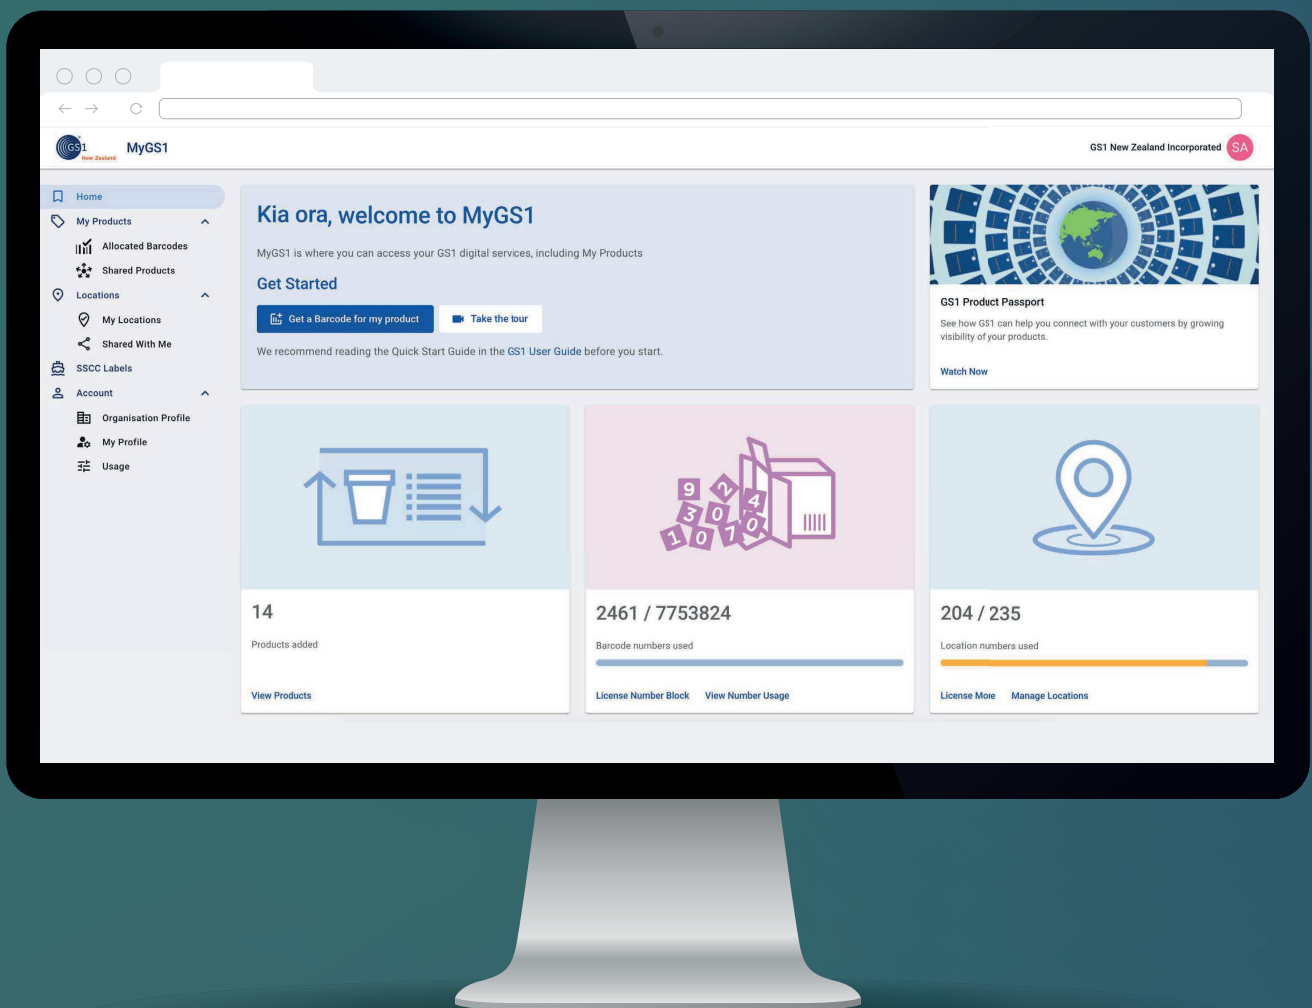 GS1
New Zealand
MyGS1
GS1 New Zealand Incorporated
SA
Home
My Products
Allocated Barcodes
Shared Products
Locations
My Locations
Shared With Me
SSCC Labels
Account
Organisation Profile
My Profile
Usage
Kia ora, welcome to MyGS1
MyGS1 is where you can access your GS1 digital services, including My Products
Get Started
Get a Barcode for my product
Take the tour
We recommend reading the Quick Start Guide in the GS1 User Guide before you start.
GS1 Product Passport
See how GS1 can help you connect with your customers by growing
visibility of your products.
Watch Now
14
Products added
View Products
9 2
3 0 4
1 0 7 0
2461 / 7753824
Barcode numbers used
License Number Block View Number Usage
204 / 235
Location numbers used
License More Manage Locations